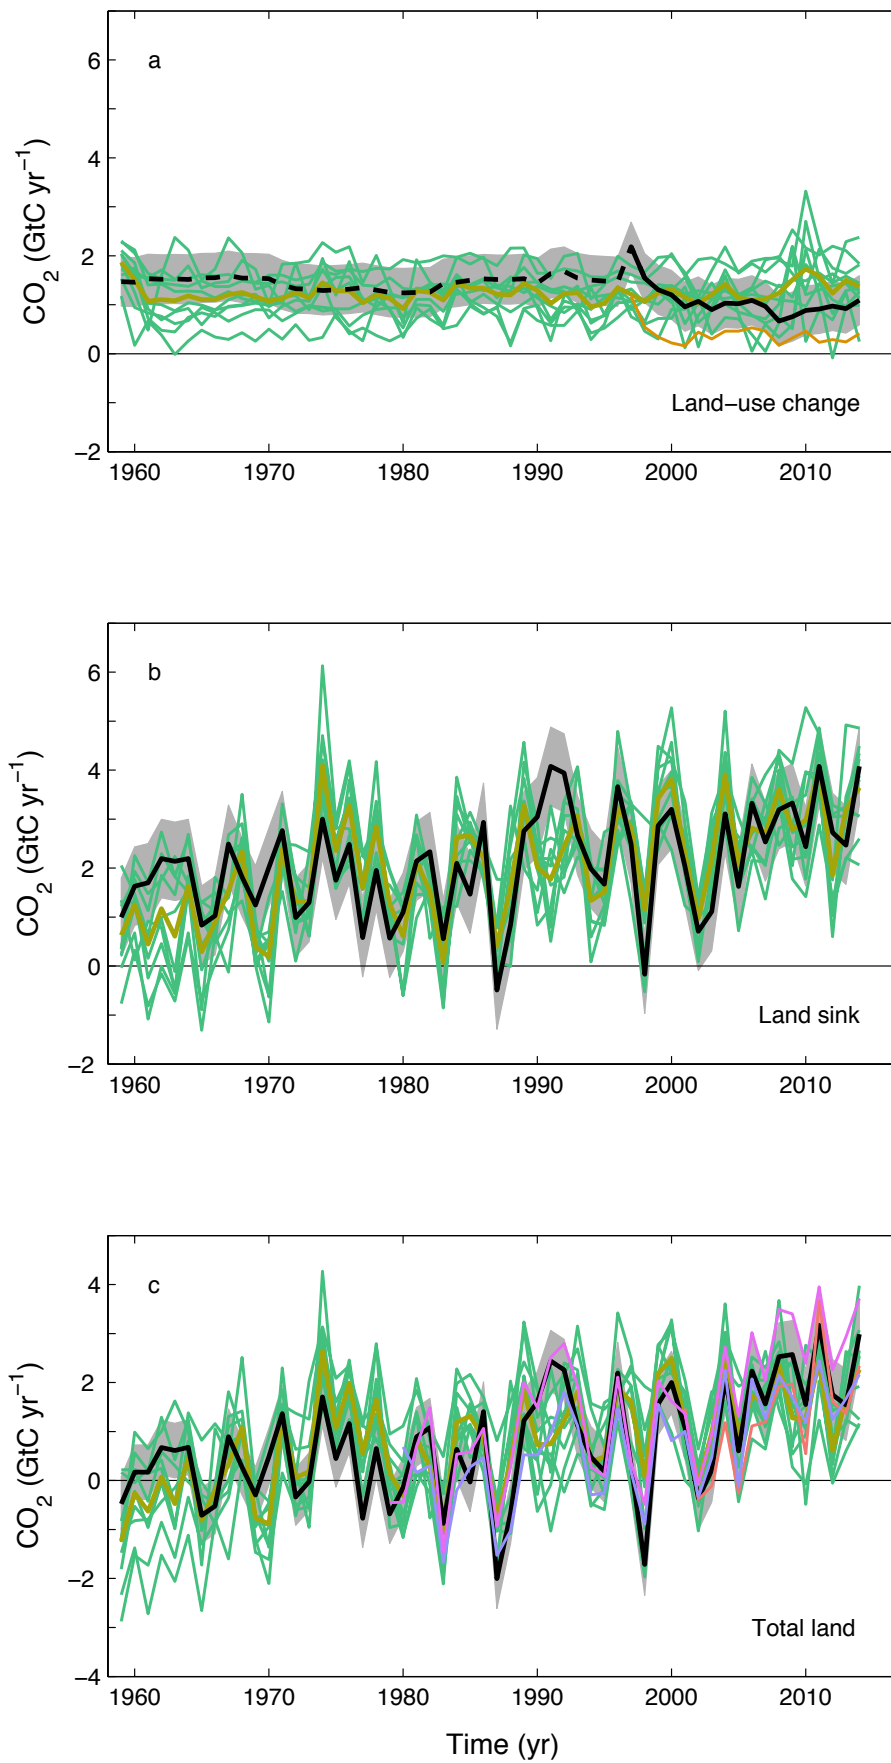 6
a
4
CO₂ (GtC yr⁻¹)
2
0
Land−use change
−2
1960 1970 1980 1990 2000 2010
6
b
4
CO₂ (GtC yr⁻¹)
2
0
Land sink
−2
1960 1970 1980 1990 2000 2010
4
c
2
CO₂ (GtC yr⁻¹)
0
−2
Total land
−4
1960 1970 1980 1990 2000 2010
Time (yr)